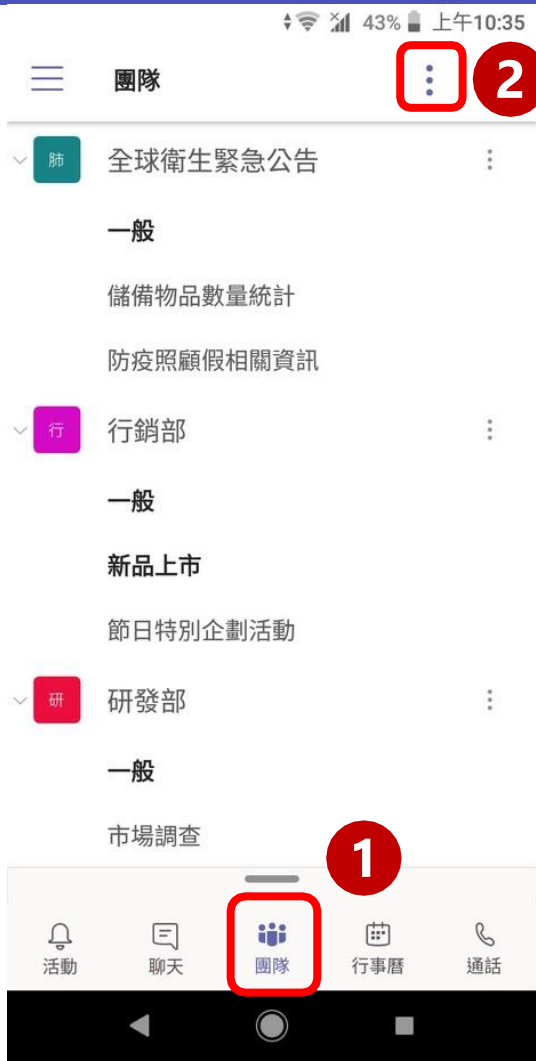 43% 上午10:35
團隊
2
肺 全球衛生緊急公告
一般
儲備物品數量統計
防疫照顧假相關資訊
行 行銷部
一般
新品上市
節日特別企劃活動
研 研發部
一般
市場調查
1
活動 聊天 團隊 行事曆 通話